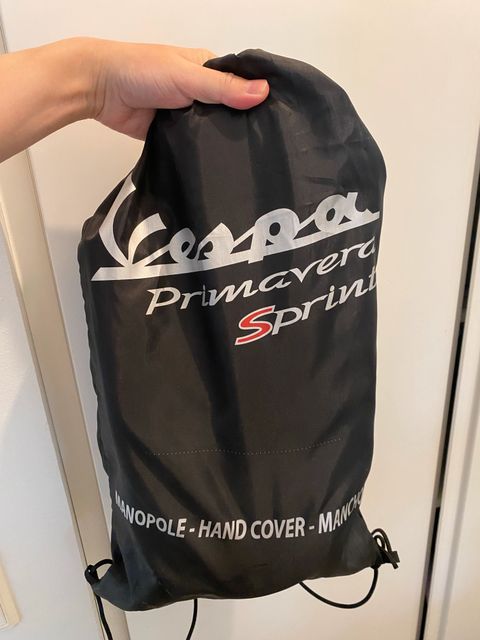 Vespa
Primavera
Sprint
MANOPOLE - HAND COVER -